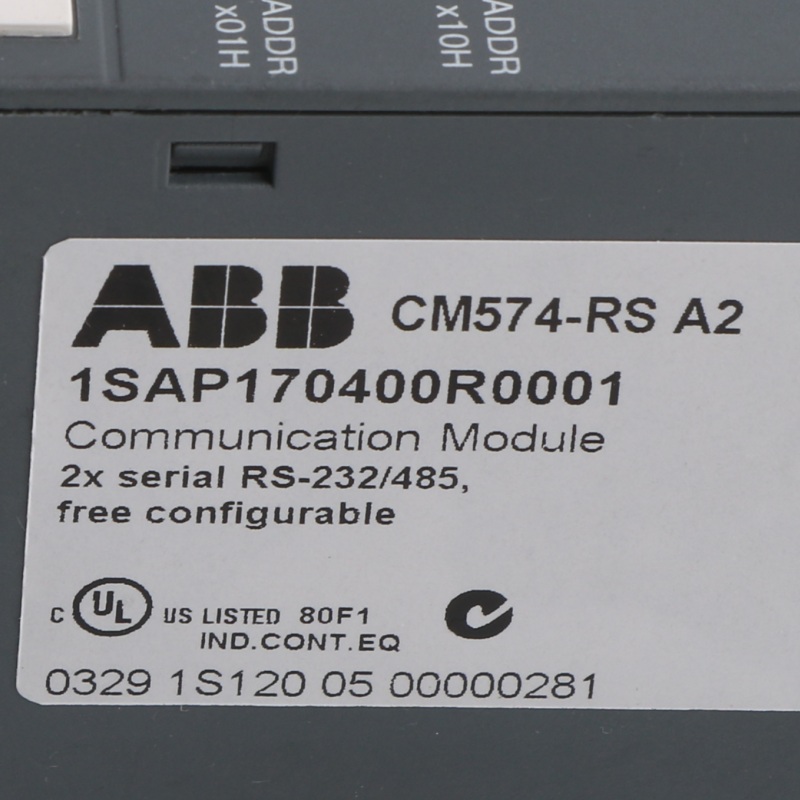 ADDR
x01H
ADDR
x10H
ABB CM574-RS A2
1SAP170400R0001
Communication Module
2x serial RS-232/485,
free configurable
C UL US LISTED 80F1
IND.CONT.EQ
0329 1S120 05 00000281